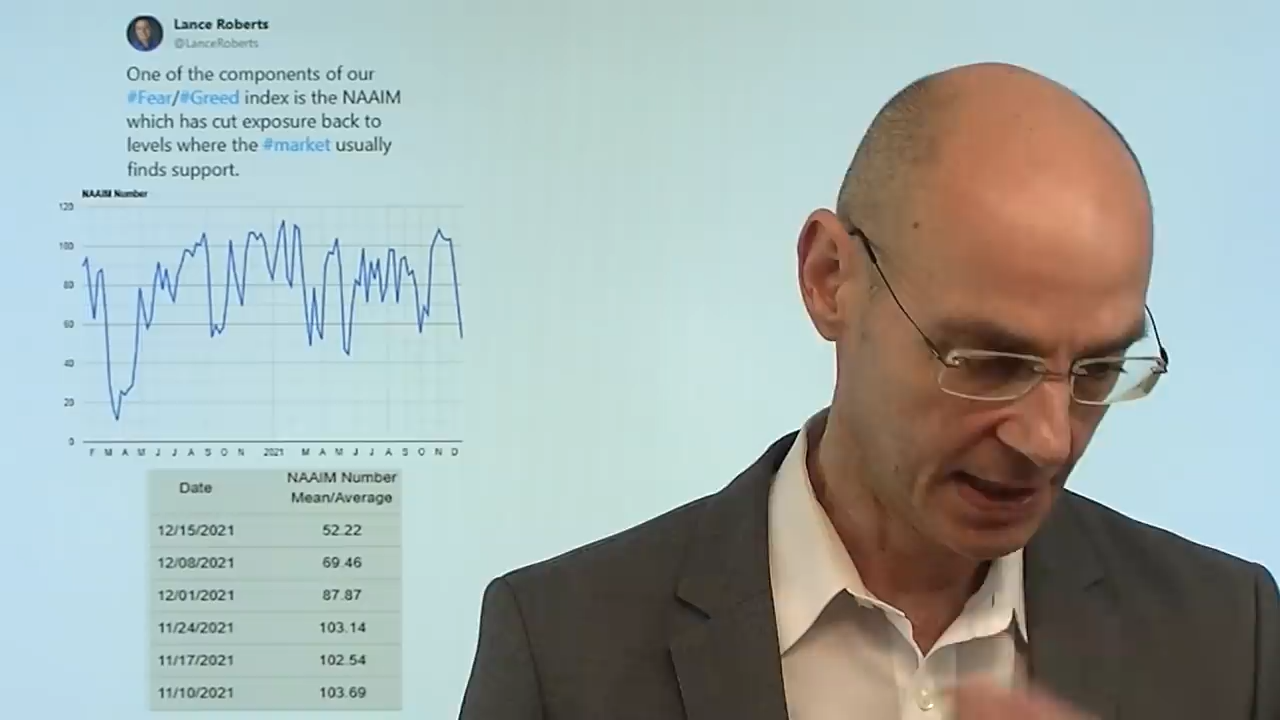 Lance Roberts
@LanceRoberts
One of the components of our
#Fear/#Greed index is the NAAIM
which has cut exposure back to
levels where the #market usually
finds support.
NAAIM Number
120
100
80
60
40
20
0
F M A M J J A S O N 2021 M A M J J A S O N D
Date NAAIM Number Mean/Average
12/15/2021 52.22
12/08/2021 69.46
12/01/2021 87.87
11/24/2021 103.14
11/17/2021 102.54
11/10/2021 103.69